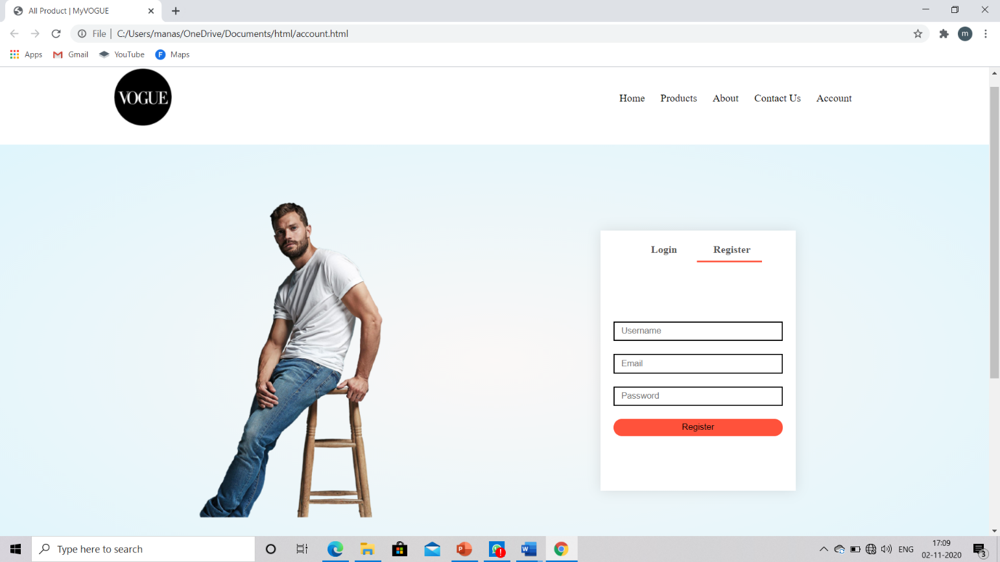 All Product | MyVOGUE
File | C:/Users/manas/OneDrive/Documents/html/account.html
m
Apps Gmail YouTube F Maps
VOGUE
Home Products About Contact Us Account
Login Register
Username
Email
Password
Register
Type here to search
P
W
ENG
17:09
02-11-2020
3